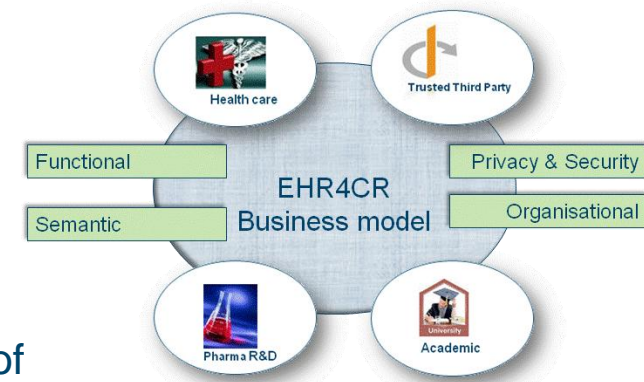 Health care
Trusted Third Party
Functional
Privacy & Security
EHR4CR
Business model
Semantic
Organisational
Pharma R&D
University
Academic
of